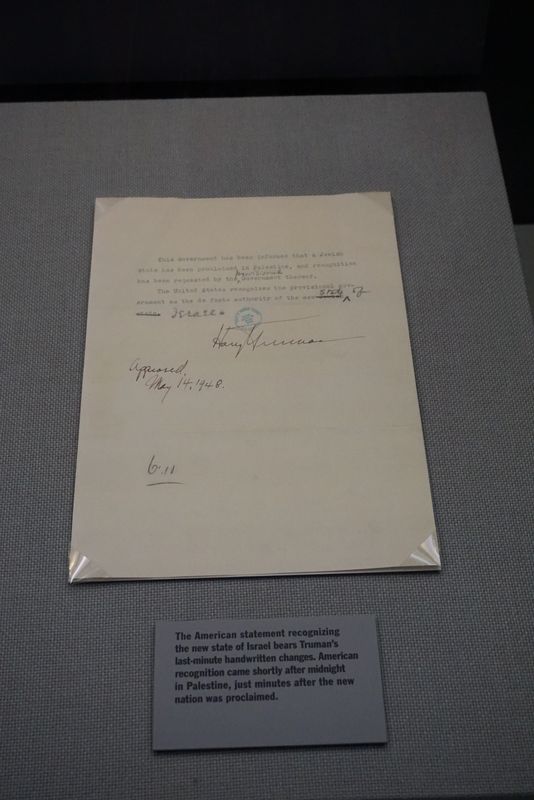 This Government has been informed that a Jewish
state has been proclaimed in Palestine, and recognition
provisional
has been requested by the Government thereof.
The United States recognizes the provisional gov-
ernment as the de facto authority of the new State of
state. Israel.
Harry Truman
Approved,
May 14, 1948.
6.11
The American statement recognizing
the new state of Israel bears Truman's
last-minute handwritten changes. American
recognition came shortly after midnight
in Palestine, just minutes after the new
nation was proclaimed.